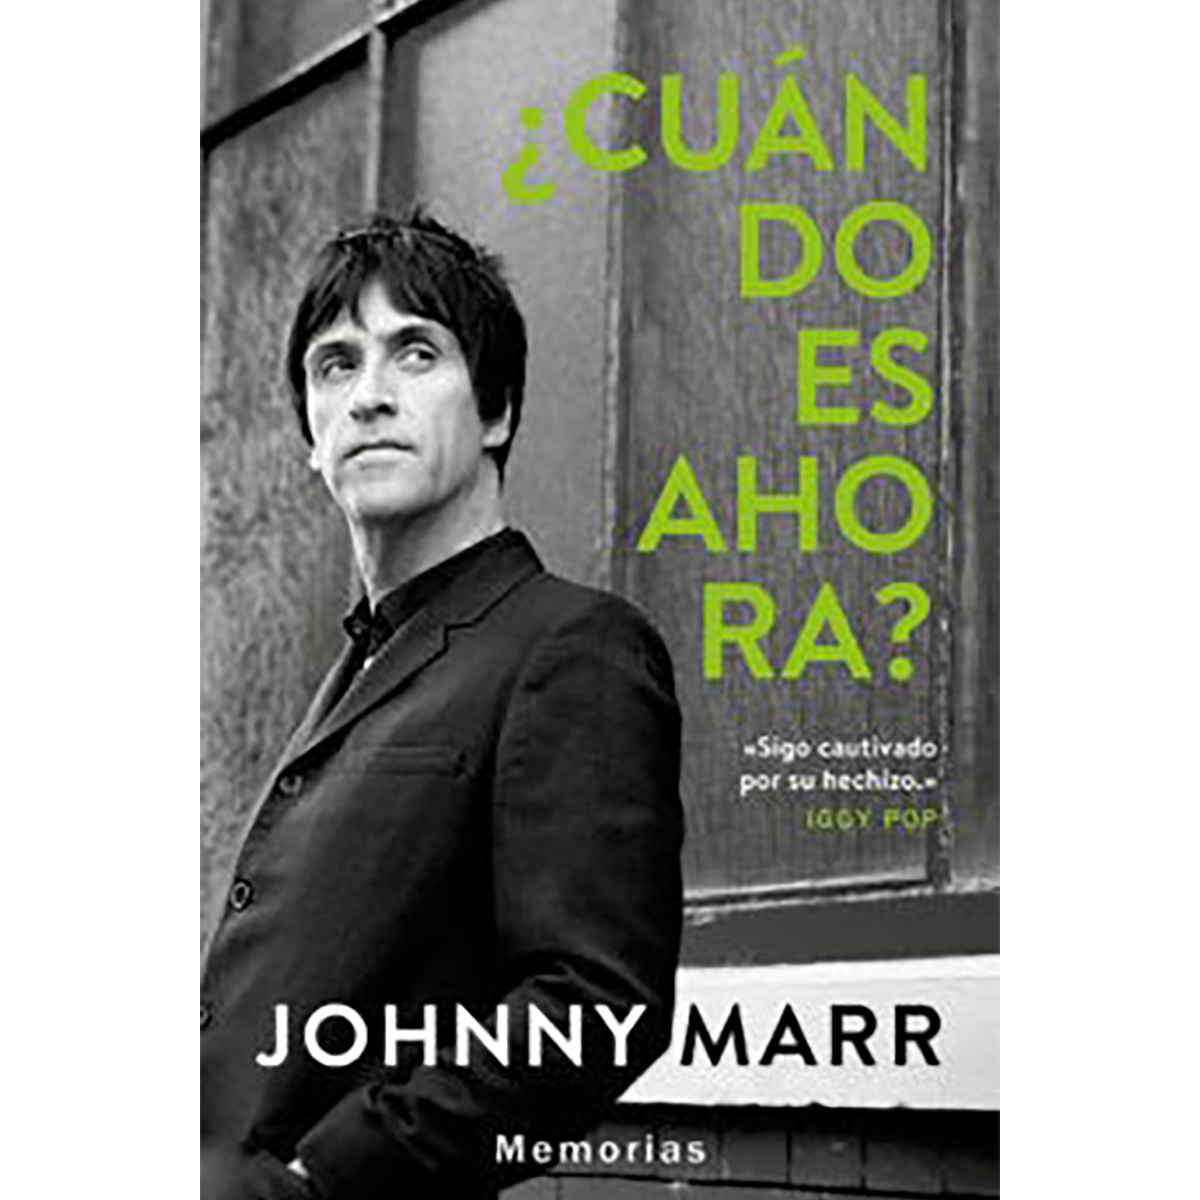 ¿CUÁN
DO
ES
AHO
RA?
«Sigo cautivado
por su hechizo.»
IGGY POP
JOHNNY MARR
Memorias